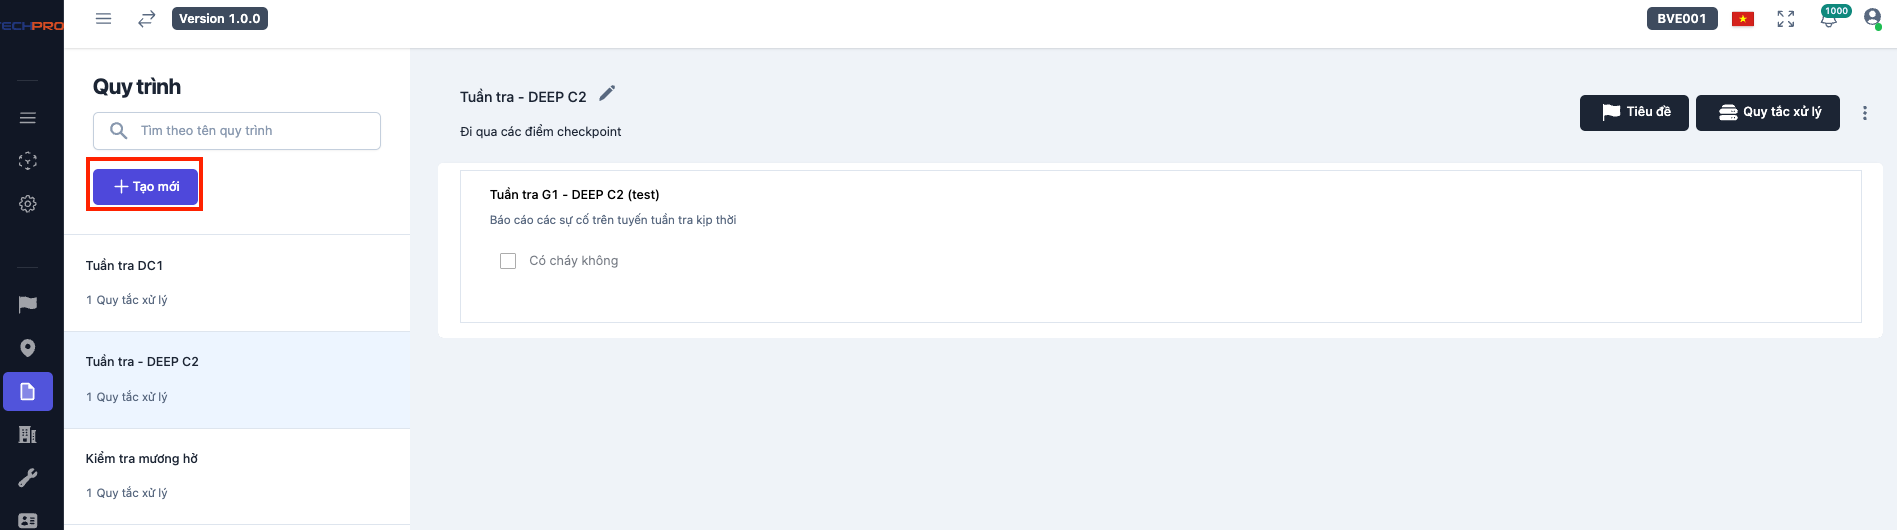 TECHPRO
Version 1.0.0
BVE001
1000
Quy trình
Tìm theo tên quy trình
Tạo mới
Tuần tra DC1
1 Quy tắc xử lý
Tuần tra - DEEP C2
1 Quy tắc xử lý
Kiểm tra mương hở
1 Quy tắc xử lý
Tuần tra - DEEP C2
Đi qua các điểm checkpoint
Tiêu đề
Quy tắc xử lý
Tuần tra G1 - DEEP C2 (test)
Báo cáo các sự cố trên tuyến tuần tra kịp thời
Có cháy không